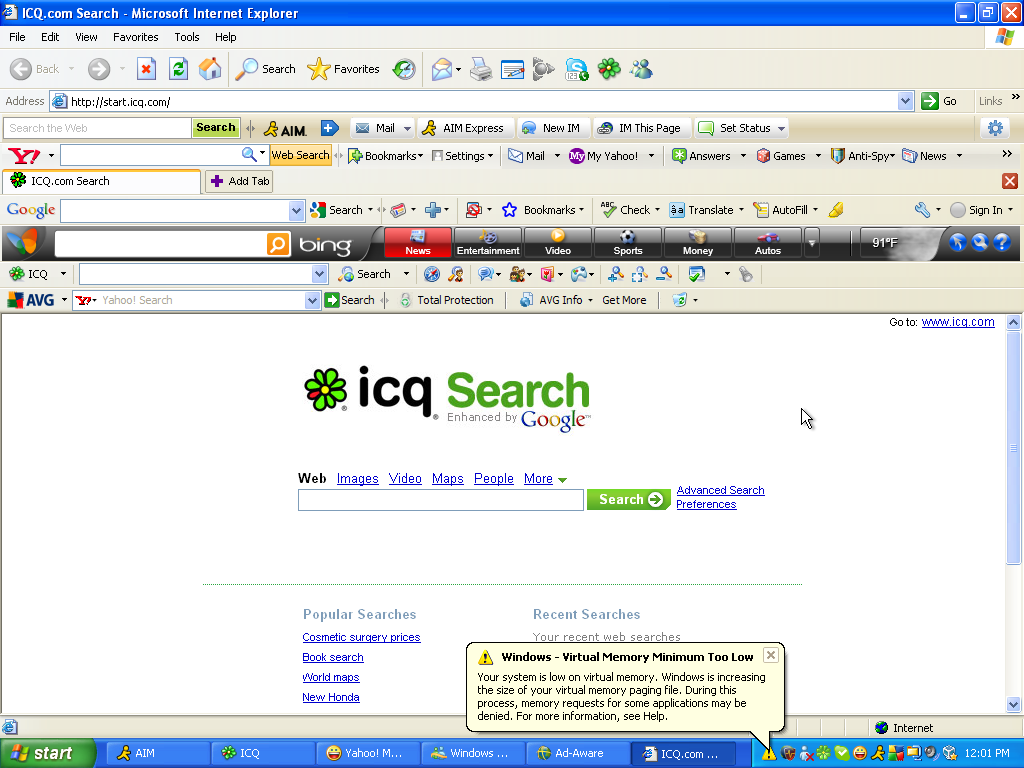 ICQ.com Search - Microsoft Internet Explorer
File Edit View Favorites Tools Help
Back Search Favorites
Address http://start.icq.com/ Go Links »
Search the Web Search AIM Mail AIM Express New IM IM This Page Set Status
Y! Web Search Bookmarks Settings Mail My Yahoo! Answers Games Anti-Spy News »
ICQ.com Search Add Tab
Google Search Bookmarks ABC Check Translate AutoFill Sign In
bing News Entertainment Video Sports Money Autos 91°F
ICQ Search
AVG Y! Yahoo! Search Search Total Protection AVG Info Get More
Go to: www.icq.com
icq® Search
Enhanced by Google™
Web Images Video Maps People More
Search Advanced Search
Preferences
Popular Searches Recent Searches
Cosmetic surgery prices Your recent web searches
Book search
World maps
New Honda
Windows - Virtual Memory Minimum Too Low
Your system is low on virtual memory. Windows is increasing
the size of your virtual memory paging file. During this
process, memory requests for some applications may be
denied. For more information, see Help.
Internet
start AIM ICQ Yahoo! M... Windows ... Ad-Aware ICQ.com ... 12:01 PM